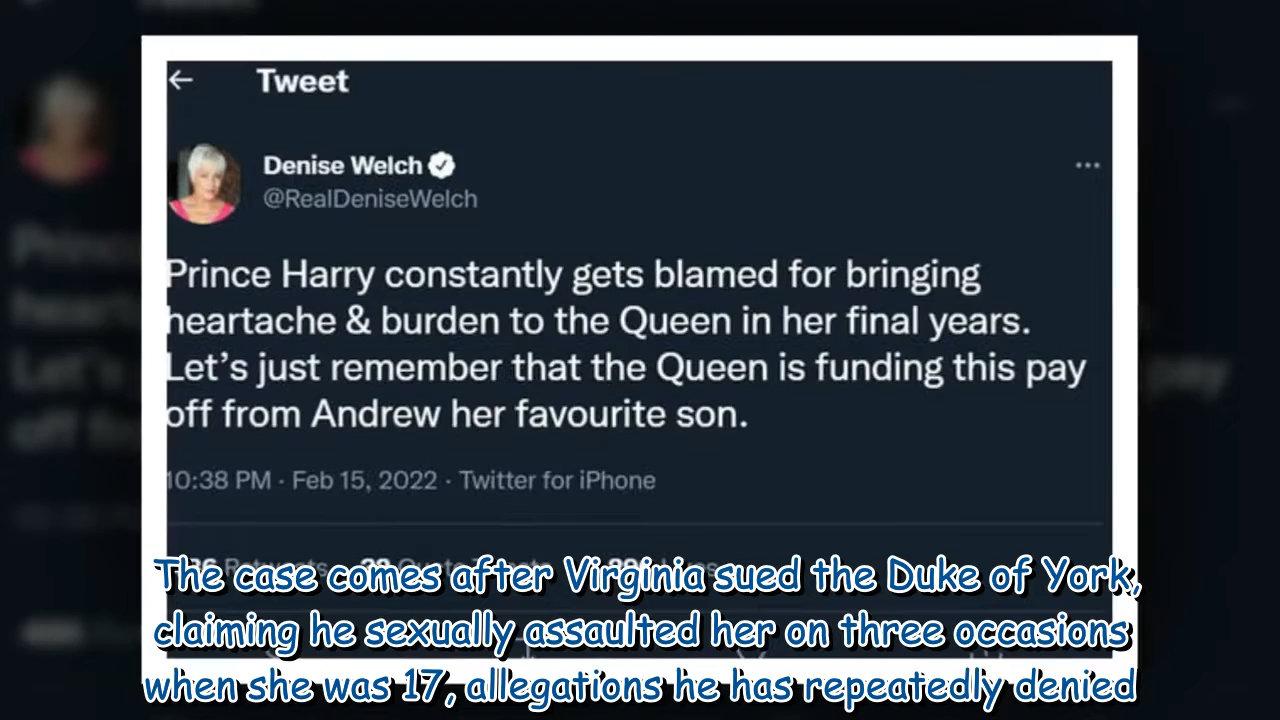 Tweet
Denise Welch
@RealDeniseWelch
Prince Harry constantly gets blamed for bringing
heartache & burden to the Queen in her final years.
Let's just remember that the Queen is funding this pay
off from Andrew her favourite son.
10:38 PM · Feb 15, 2022 · Twitter for iPhone
The case comes after Virginia sued the Duke of York,
claiming he sexually assaulted her on three occasions
when she was 17, allegations he has repeatedly denied